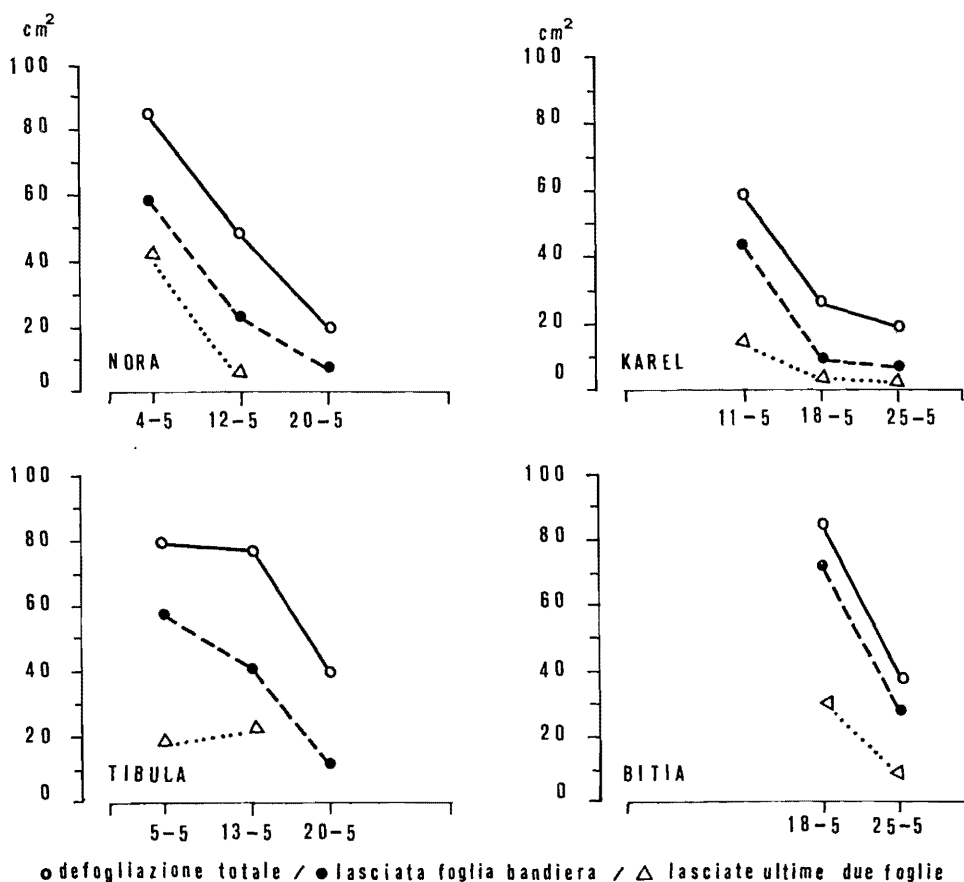 cm²
100
80
60
40
20
0
NORA
4-5 12-5 20-5
cm²
100
80
60
40
20
0
KAREL
11-5 18-5 25-5
100
80
60
40
20
0
TIBULA
5-5 13-5 20-5
100
80
60
40
20
0
BITIA
18-5 25-5
o defogliazione totale / ● lasciata foglia bandiera / △ lasciate ultime due foglie